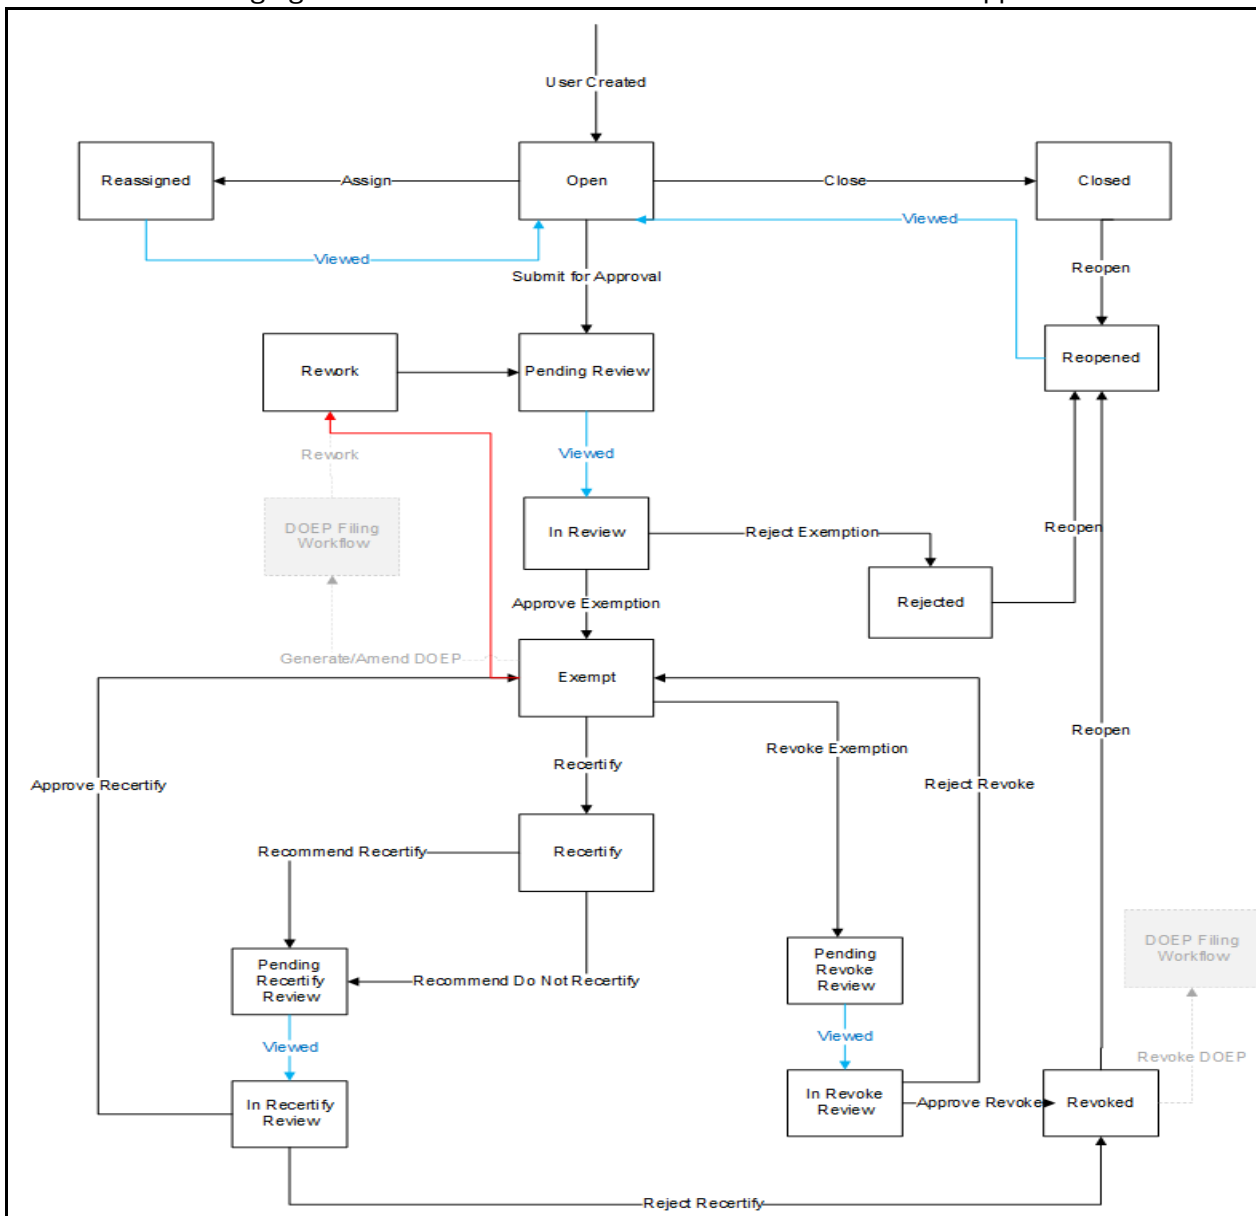 User Created
Reassigned
Assign
Open
Close
Closed
Viewed
Viewed
Submit for Approval
Reopen
Rework
Pending Review
Reopened
Rework
Viewed
DOEP Filing
Workflow
In Review
Reject Exemption
Reopen
Approve Exemption
Rejected
Generate/Amend DOEP
Exempt
Reopen
Revoke Exemption
Recertify
Approve Recertify
Reject Revoke
Recommend Recertify
Recertify
Pending
Recertify
Review
Recommend Do Not Recertify
Pending
Revoke
Review
DOEP Filing
Workflow
Viewed
Viewed
Revoke DOEP
In Recertify
Review
In Revoke
Review
Approve Revoke
Revoked
Reject Recertify